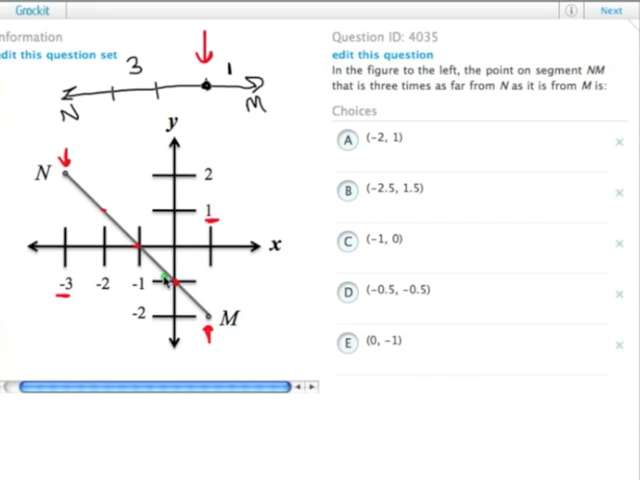 Grockit
Next
nformation
dit this question set
3
1
N
M
y
N
2
1
x
-3 -2 -1 -1
-2
M
Question ID: 4035
edit this question
In the figure to the left, the point on segment NM
that is three times as far from N as it is from M is:
Choices
A (-2, 1)
B (-2.5, 1.5)
C (-1, 0)
D (-0.5, -0.5)
E (0, -1)